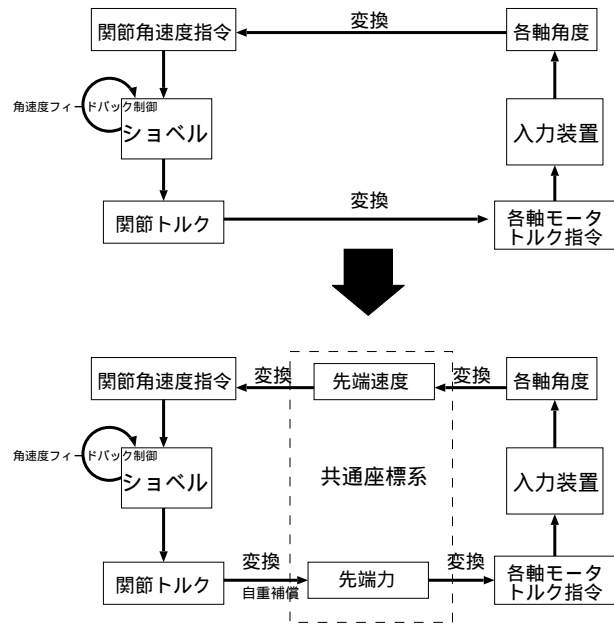 変換
関節角速度指令
各軸角度
角速度フィードバック制御
ショベル
入力装置
変換
関節トルク
各軸モータ
トルク指令
関節角速度指令
変換
先端速度
変換
各軸角度
角速度フィードバック制御
ショベル
共通座標系
入力装置
変換
変換
関節トルク
自重補償
先端力
各軸モータ
トルク指令